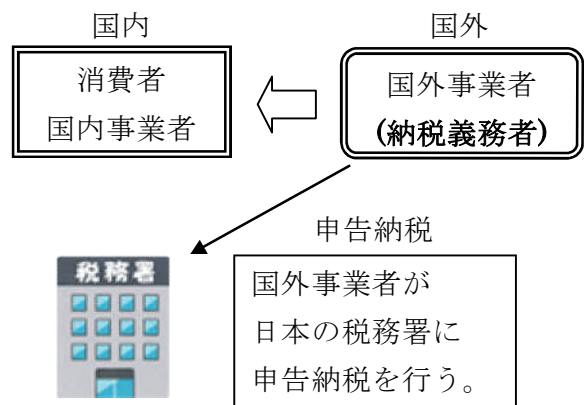 国内
国外
消費者
国内事業者
国外事業者
(納税義務者)
申告納税
税務署
国外事業者が
日本の税務署に
申告納税を行う。